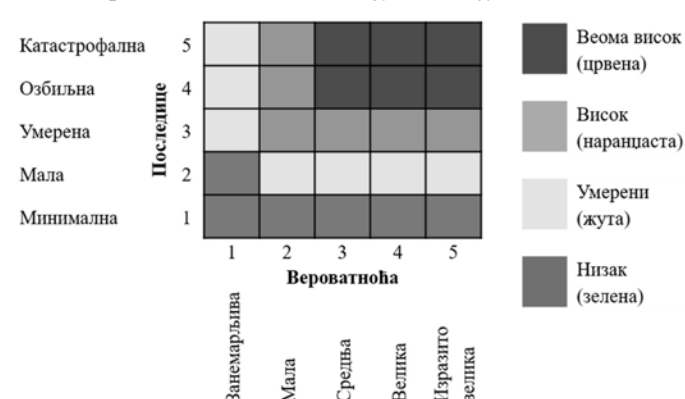 Катастрофална 5
Озбиљна 4
Умерена 3
Мала 2
Минимална 1
Последице
1 2 3 4 5
Вероватноћа
Занемарљива
Мала
Средња
Велика
Изразито
велика
Веома висок
(црвена)
Висок
(наранџаста)
Умерени
(жута)
Низак
(зелена)